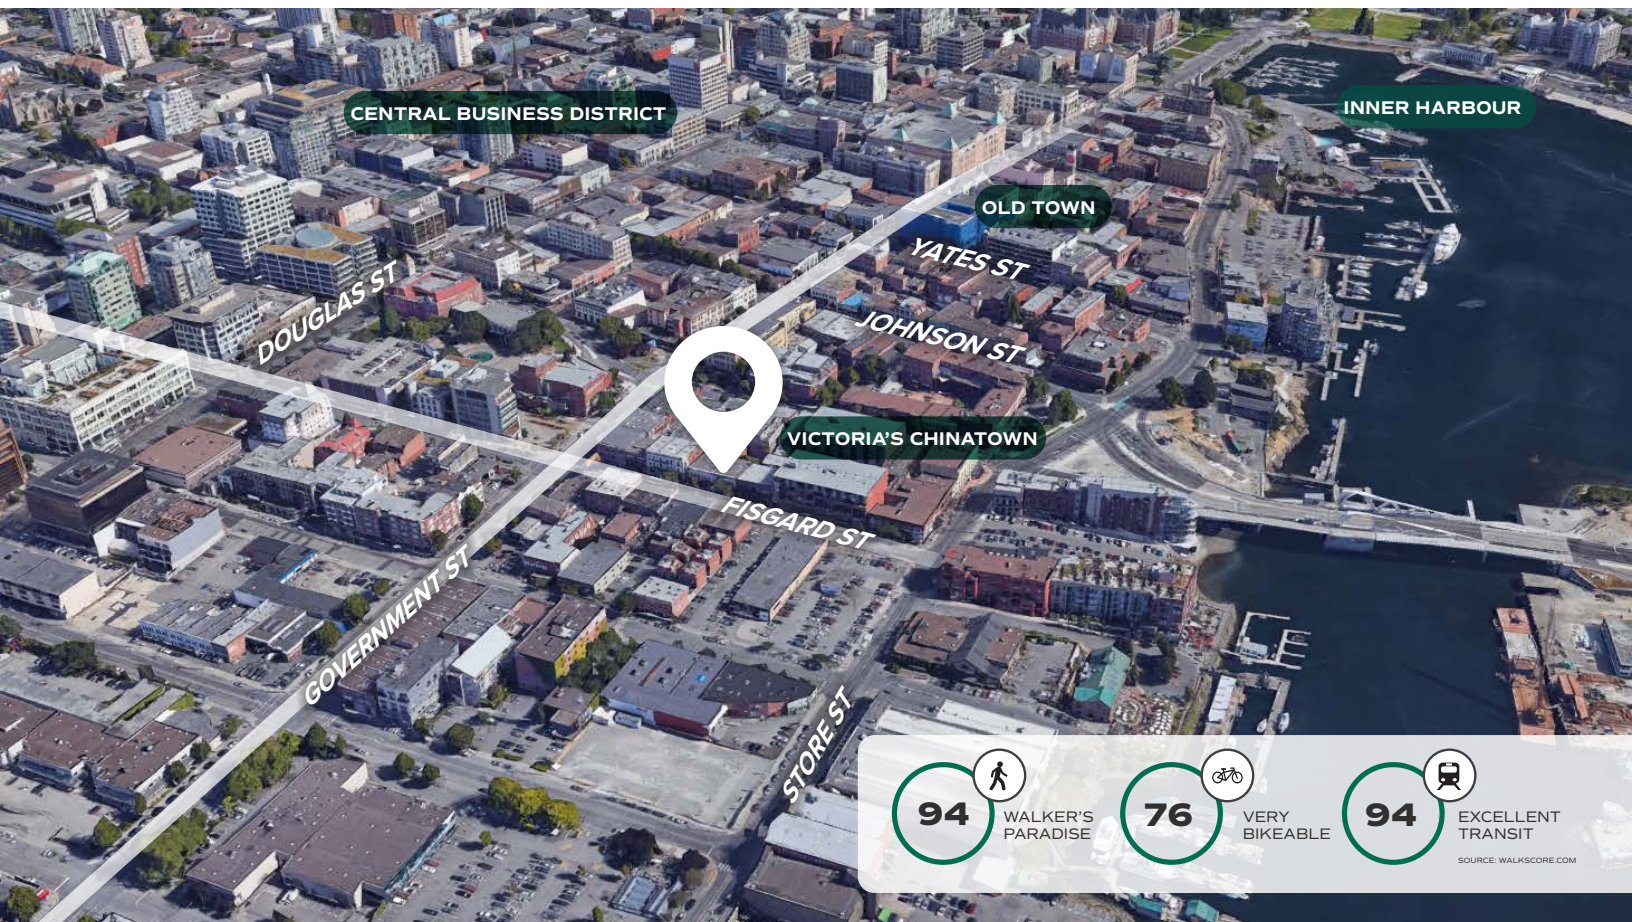 CENTRAL BUSINESS DISTRICT
INNER HARBOUR
OLD TOWN
YATES ST
DOUGLAS ST
JOHNSON ST
VICTORIA'S CHINATOWN
FISGARD ST
GOVERNMENT ST
STORE ST
94
WALKER'S
PARADISE
76
VERY
BIKEABLE
94
EXCELLENT
TRANSIT
SOURCE: WALKSCORE.COM